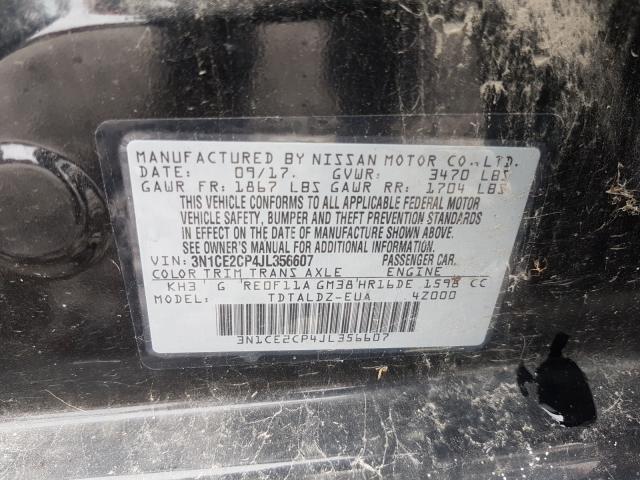 MANUFACTURED BY NISSAN MOTOR CO., LTD.
DATE: 09/17. GVWR: 3470 LBS
GAWR FR: 1867 LBS GAWR RR: 1704 LBS
THIS VEHICLE CONFORMS TO ALL APPLICABLE FEDERAL MOTOR
VEHICLE SAFETY, BUMPER AND THEFT PREVENTION STANDARDS
IN EFFECT ON THE DATE OF MANUFACTURE SHOWN ABOVE.
SEE OWNER'S MANUAL FOR ADDITIONAL INFORMATION.
VIN: 3N1CE2CP4JL356607 PASSENGER CAR.
COLOR TRIM TRANS AXLE ENGINE
KH3 G RE0F11A GM38 HR16DE 1598 CC
MODEL: TDTALDZ-EUA 4Z000
3N1CE2CP4JL356607